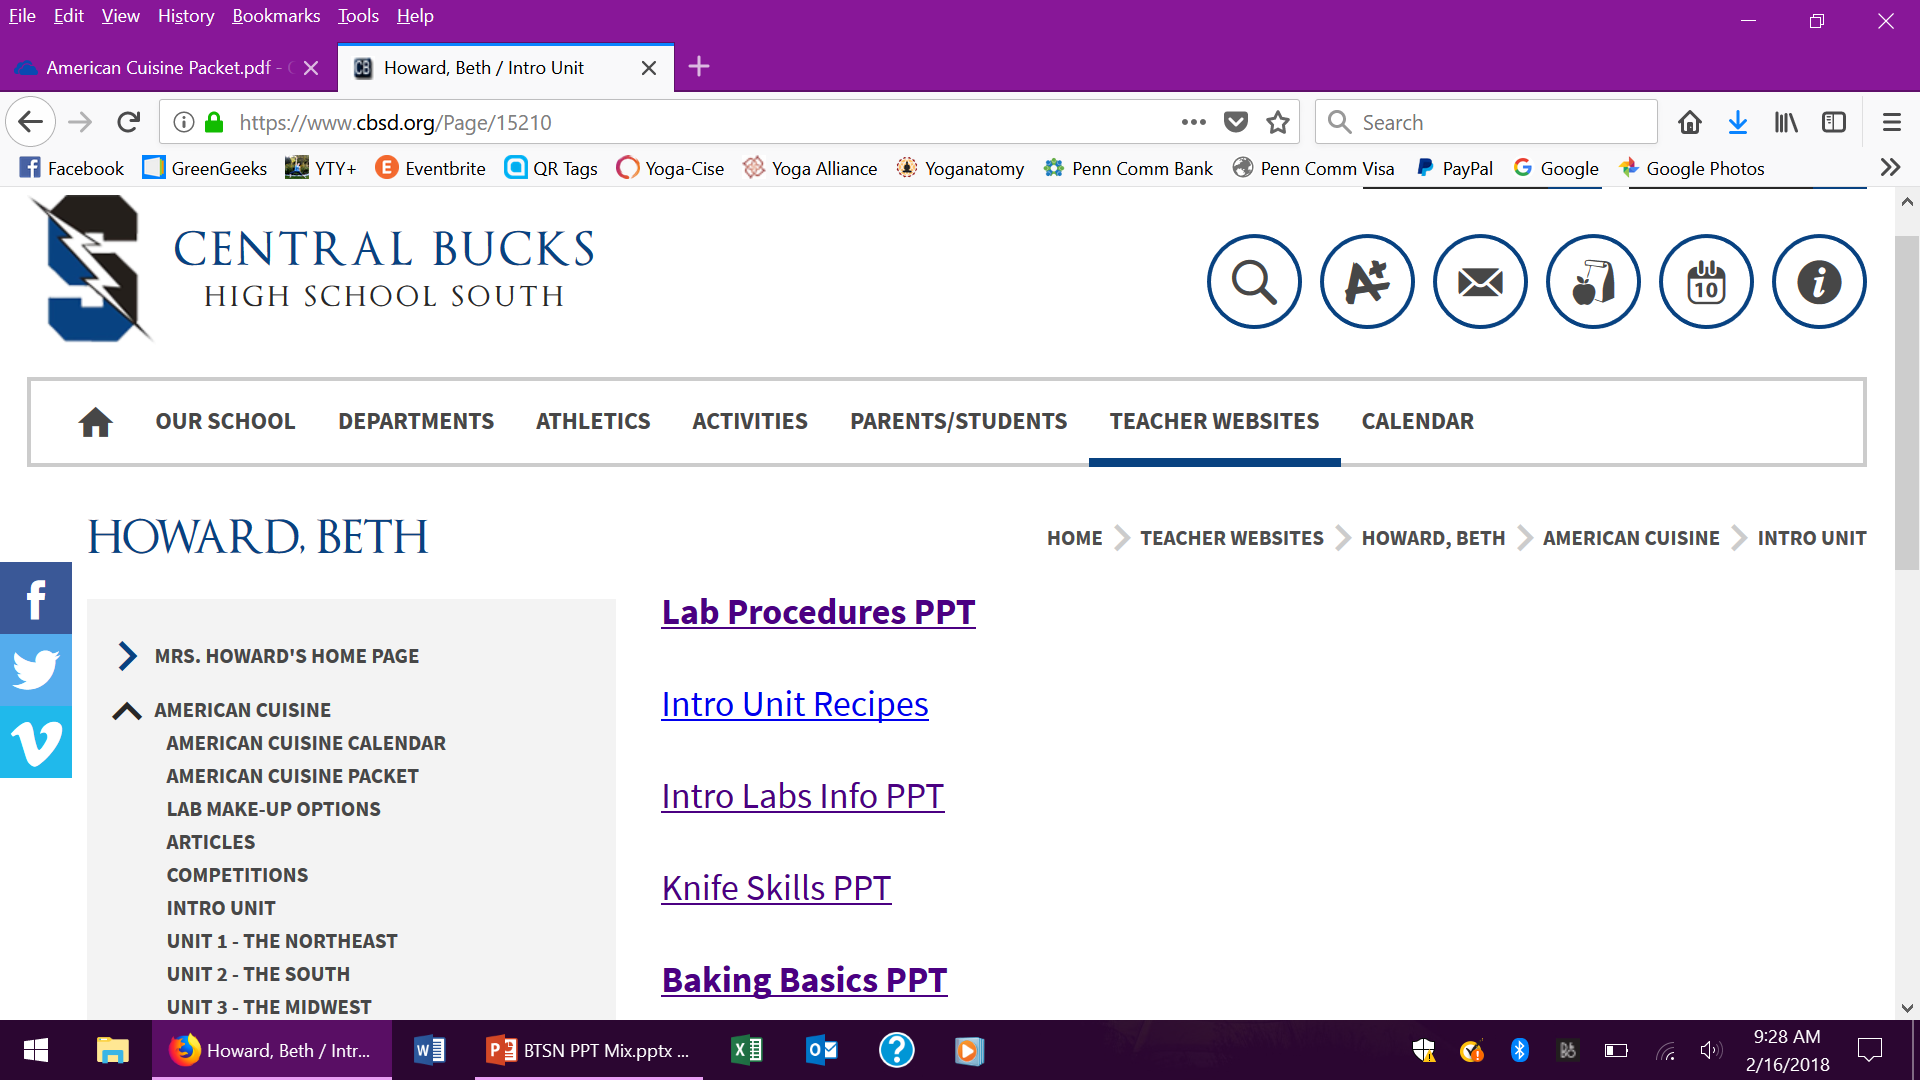 File Edit View History Bookmarks Tools Help
American Cuisine Packet.pdf -
Howard, Beth / Intro Unit
https://www.cbsd.org/Page/15210
Search
Facebook GreenGeeks YTY+ Eventbrite QR Tags Yoga-Cise Yoga Alliance Yoganatomy Penn Comm Bank Penn Comm Visa PayPal Google Google Photos
CENTRAL BUCKS
HIGH SCHOOL SOUTH
A+
10
i
OUR SCHOOL DEPARTMENTS ATHLETICS ACTIVITIES PARENTS/STUDENTS TEACHER WEBSITES CALENDAR
HOWARD, BETH
HOME TEACHER WEBSITES HOWARD, BETH AMERICAN CUISINE INTRO UNIT
MRS. HOWARD'S HOME PAGE
AMERICAN CUISINE
AMERICAN CUISINE CALENDAR
AMERICAN CUISINE PACKET
LAB MAKE-UP OPTIONS
ARTICLES
COMPETITIONS
INTRO UNIT
UNIT 1 - THE NORTHEAST
UNIT 2 - THE SOUTH
UNIT 3 - THE MIDWEST
Lab Procedures PPT
Intro Unit Recipes
Intro Labs Info PPT
Knife Skills PPT
Baking Basics PPT
Howard, Beth / Intr...
BTSN PPT Mix.pptx ...
9:28 AM
2/16/2018